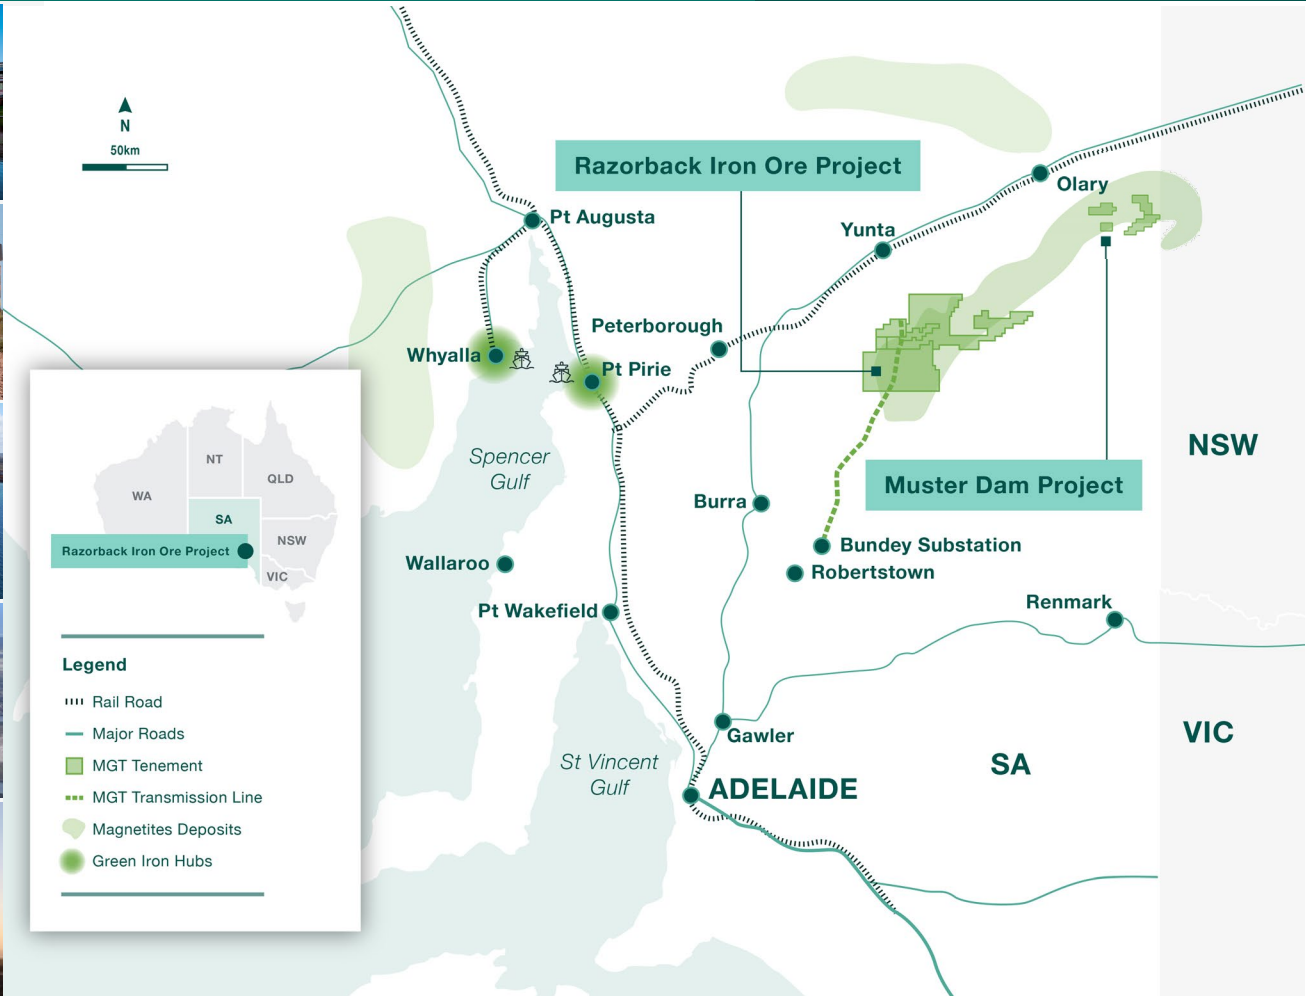 N
50km
Razorback Iron Ore Project
Olary
Pt Augusta
Yunta
Peterborough
Whyalla
Pt Pirie
NSW
Spencer
Gulf
Muster Dam Project
Burra
Bundey Substation
Wallaroo
Robertstown
Pt Wakefield
Renmark
Gawler
VIC
St Vincent
Gulf
SA
ADELAIDE
NT
QLD
WA
SA
NSW
Razorback Iron Ore Project
VIC
Legend
Rail Road
Major Roads
MGT Tenement
MGT Transmission Line
Magnetites Deposits
Green Iron Hubs